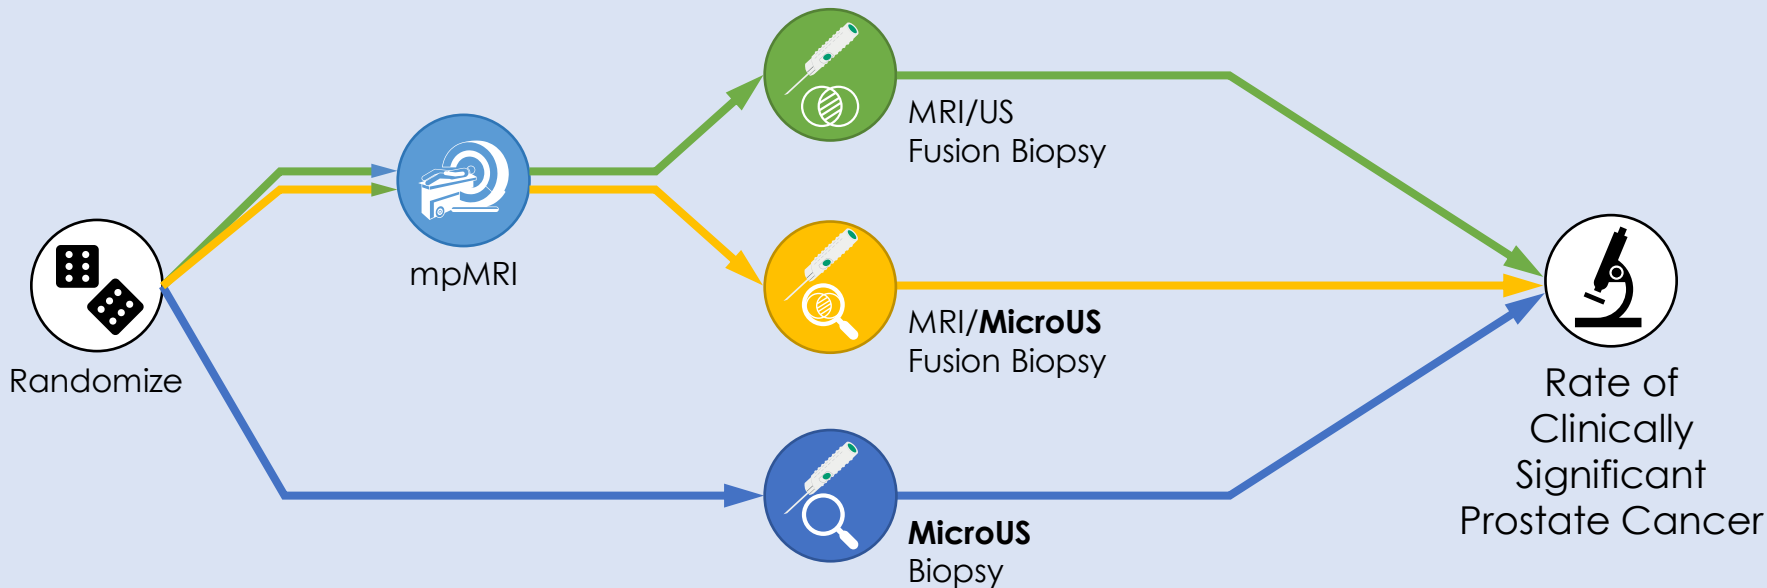 Randomize
mpMRI
MRI/US
Fusion Biopsy
MRI/MicroUS
Fusion Biopsy
MicroUS
Biopsy
Rate of
Clinically
Significant
Prostate Cancer